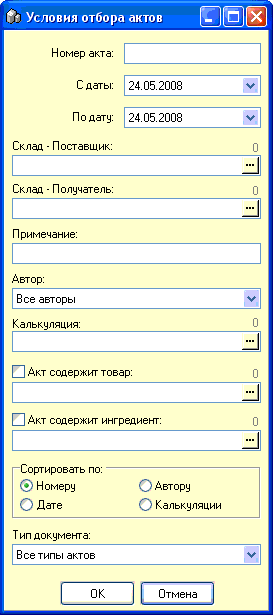 Условия отбора актов
Номер акта:
С даты: 24.05.2008
По дату: 24.05.2008
Склад - Поставщик: 0
...
Склад - Получатель: 0
...
Примечание:
Автор:
Все авторы
Калькуляция: 0
...
Акт содержит товар: 0
...
Акт содержит ингредиент: 0
...
Сортировать по:
Номеру Автору
Дате Калькуляции
Тип документа:
Все типы актов
OK Отмена